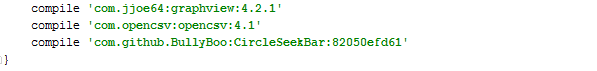 compile 'com.jjoe64:graphview:4.2.1'
compile 'com.opencsv:opencsv:4.1'
compile 'com.github.BullyBoo:CircleSeekBar:82050efd61'
}